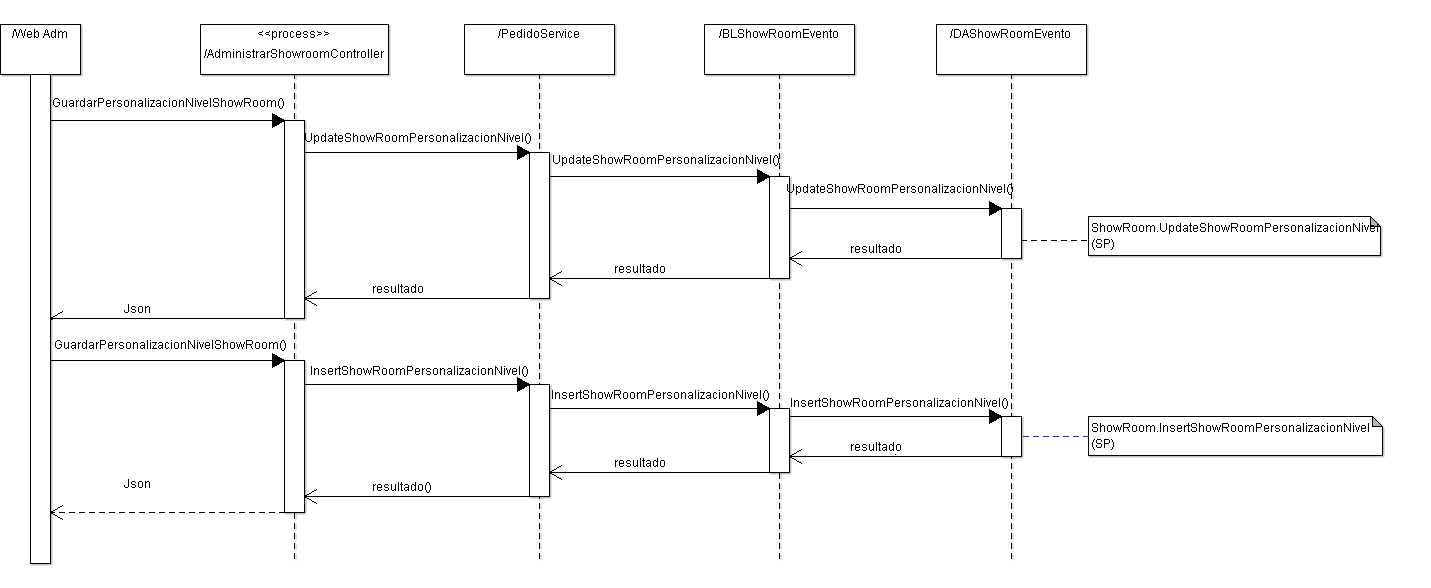 /Web Adm
<<process>>
/AdministrarShowroomController
/PedidoService
/BLShowRoomEvento
/DAShowRoomEvento
GuardarPersonalizacionNivelShowRoom()
UpdateShowRoomPersonalizacionNivel()
UpdateShowRoomPersonalizacionNivel()
UpdateShowRoomPersonalizacionNivel()
ShowRoom.UpdateShowRoomPersonalizacionNivel
(SP)
resultado
resultado
resultado
Json
GuardarPersonalizacionNivelShowRoom()
InsertShowRoomPersonalizacionNivel()
InsertShowRoomPersonalizacionNivel()
InsertShowRoomPersonalizacionNivel()
ShowRoom.InsertShowRoomPersonalizacionNivel
(SP)
resultado
resultado
resultado()
Json